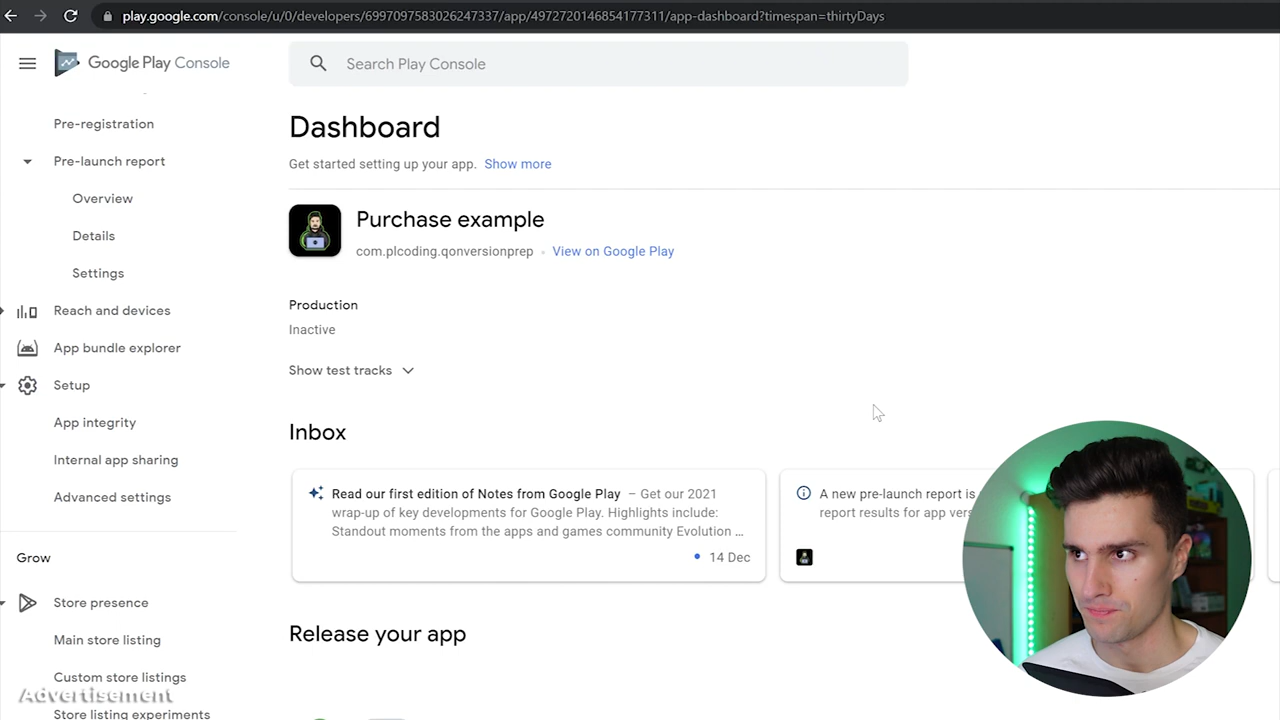 play.google.com/console/u/0/developers/6997097583026247337/app/4972720146854177311/app-dashboard?timespan=thirtyDays
Google Play Console
Search Play Console
Pre-registration
Pre-launch report
Overview
Details
Settings
Reach and devices
App bundle explorer
Setup
App integrity
Internal app sharing
Advanced settings
Grow
Store presence
Main store listing
Custom store listings
Store listing experiments
Advertisement
Dashboard
Get started setting up your app. Show more
Purchase example
com.plcoding.qonversionprep • View on Google Play
Production
Inactive
Show test tracks
Inbox
Read our first edition of Notes from Google Play – Get our 2021
wrap-up of key developments for Google Play. Highlights include:
Standout moments from the apps and games community Evolution ...
14 Dec
A new pre-launch report is
report results for app
Release your app